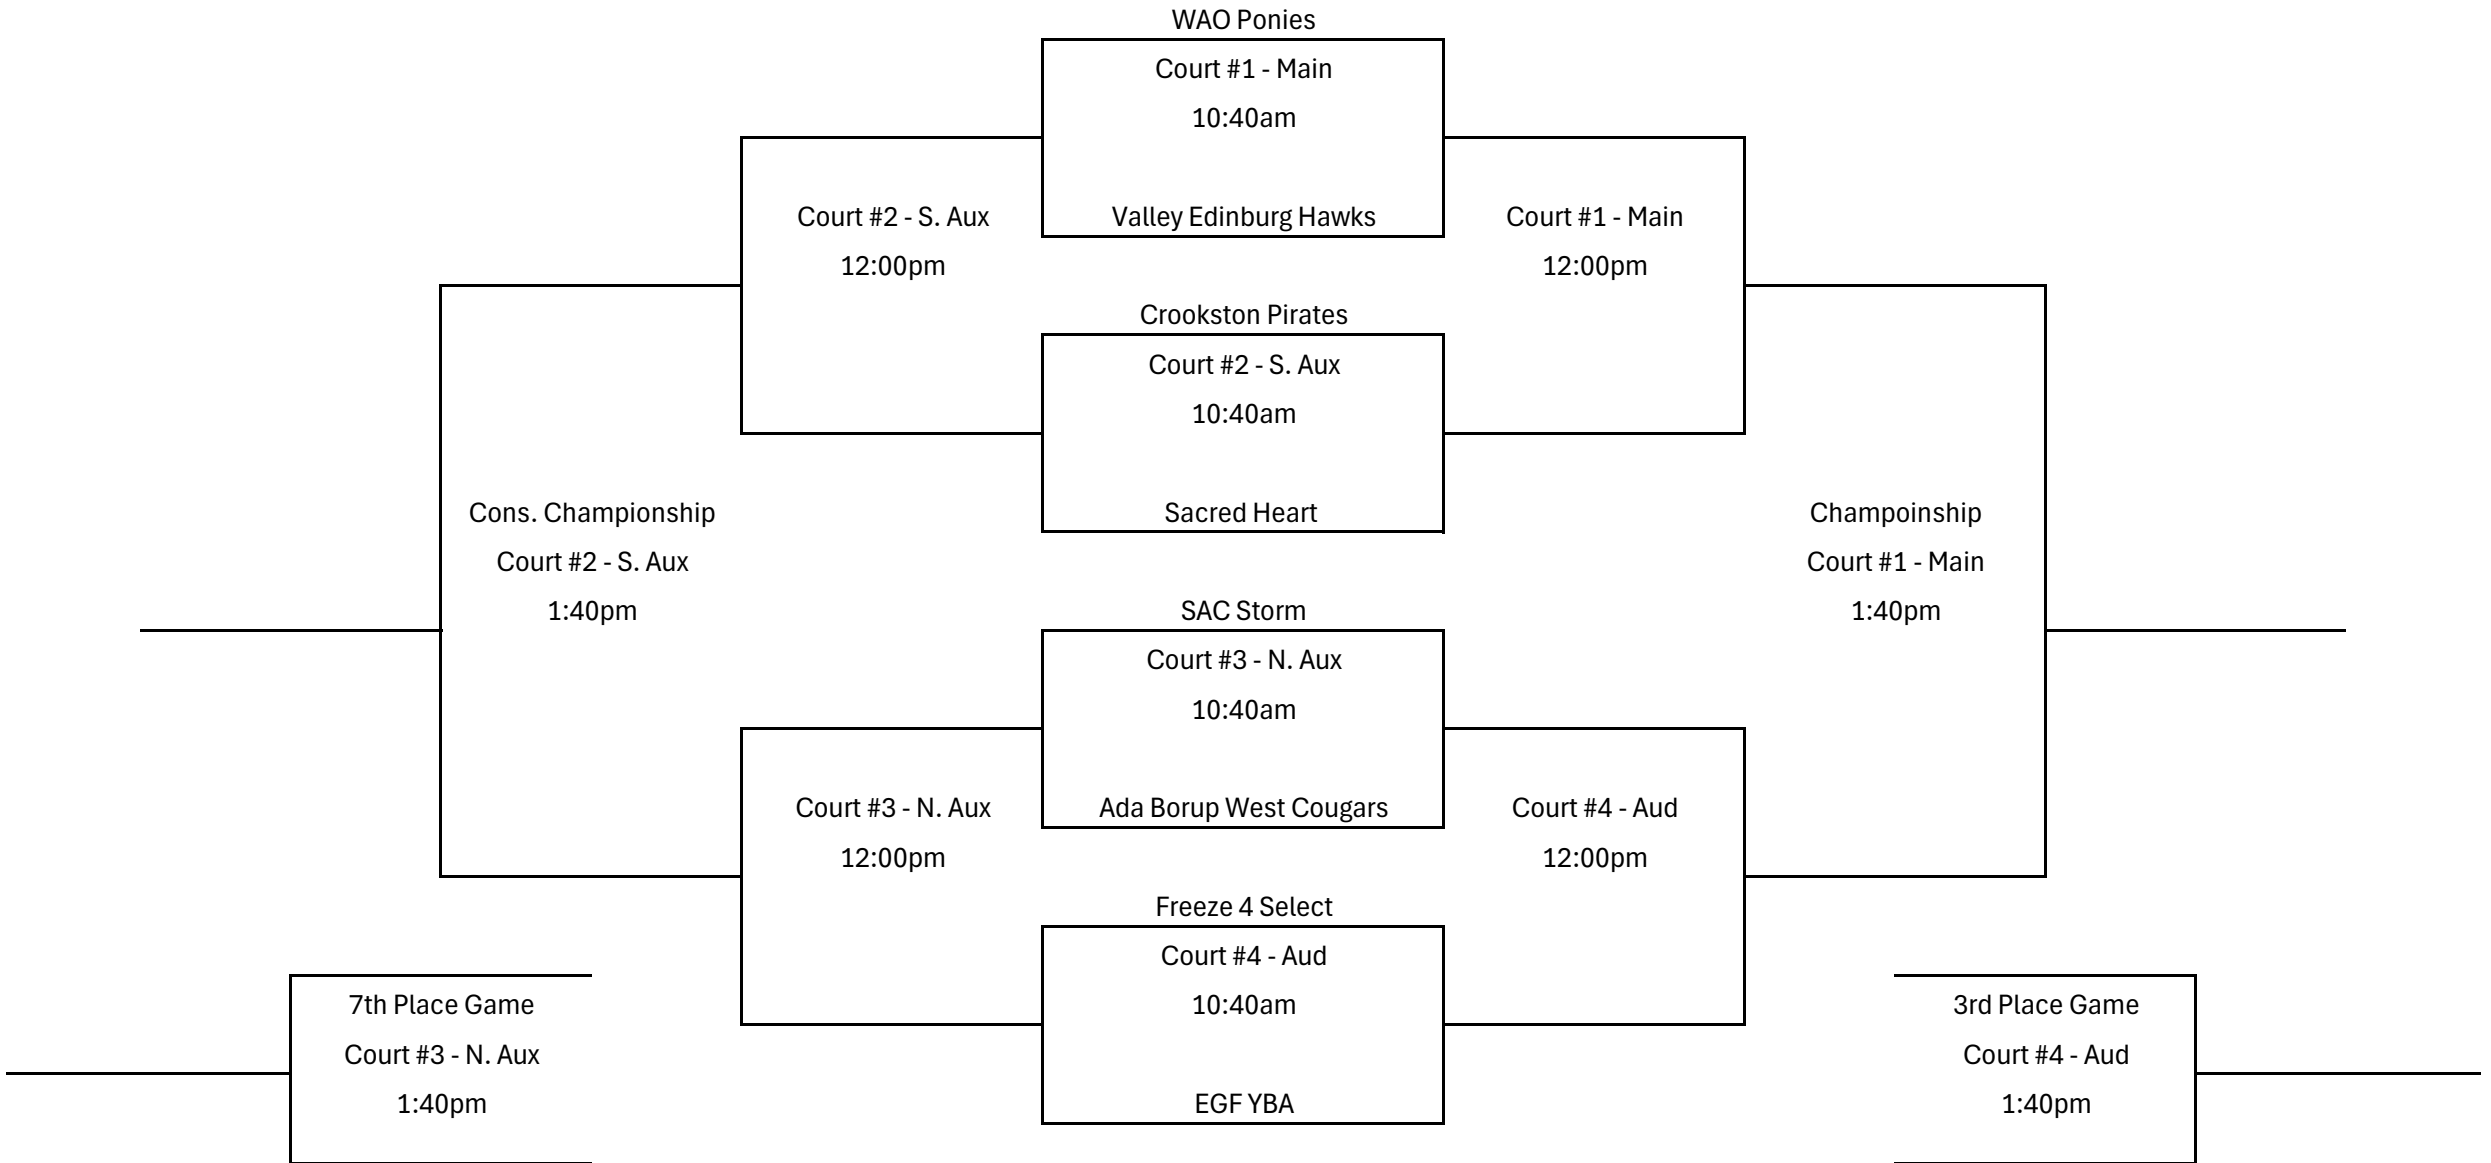 WAO Ponies
Court #1 - Main
10:40am
Valley Edinburg Hawks
Court #2 - S. Aux
12:00pm
Court #1 - Main
12:00pm
Crookston Pirates
Court #2 - S. Aux
10:40am
Sacred Heart
Cons. Championship
Court #2 - S. Aux
1:40pm
Champoinship
Court #1 - Main
1:40pm
SAC Storm
Court #3 - N. Aux
10:40am
Ada Borup West Cougars
Court #3 - N. Aux
12:00pm
Court #4 - Aud
12:00pm
Freeze 4 Select
Court #4 - Aud
10:40am
EGF YBA
7th Place Game
Court #3 - N. Aux
1:40pm
3rd Place Game
Court #4 - Aud
1:40pm